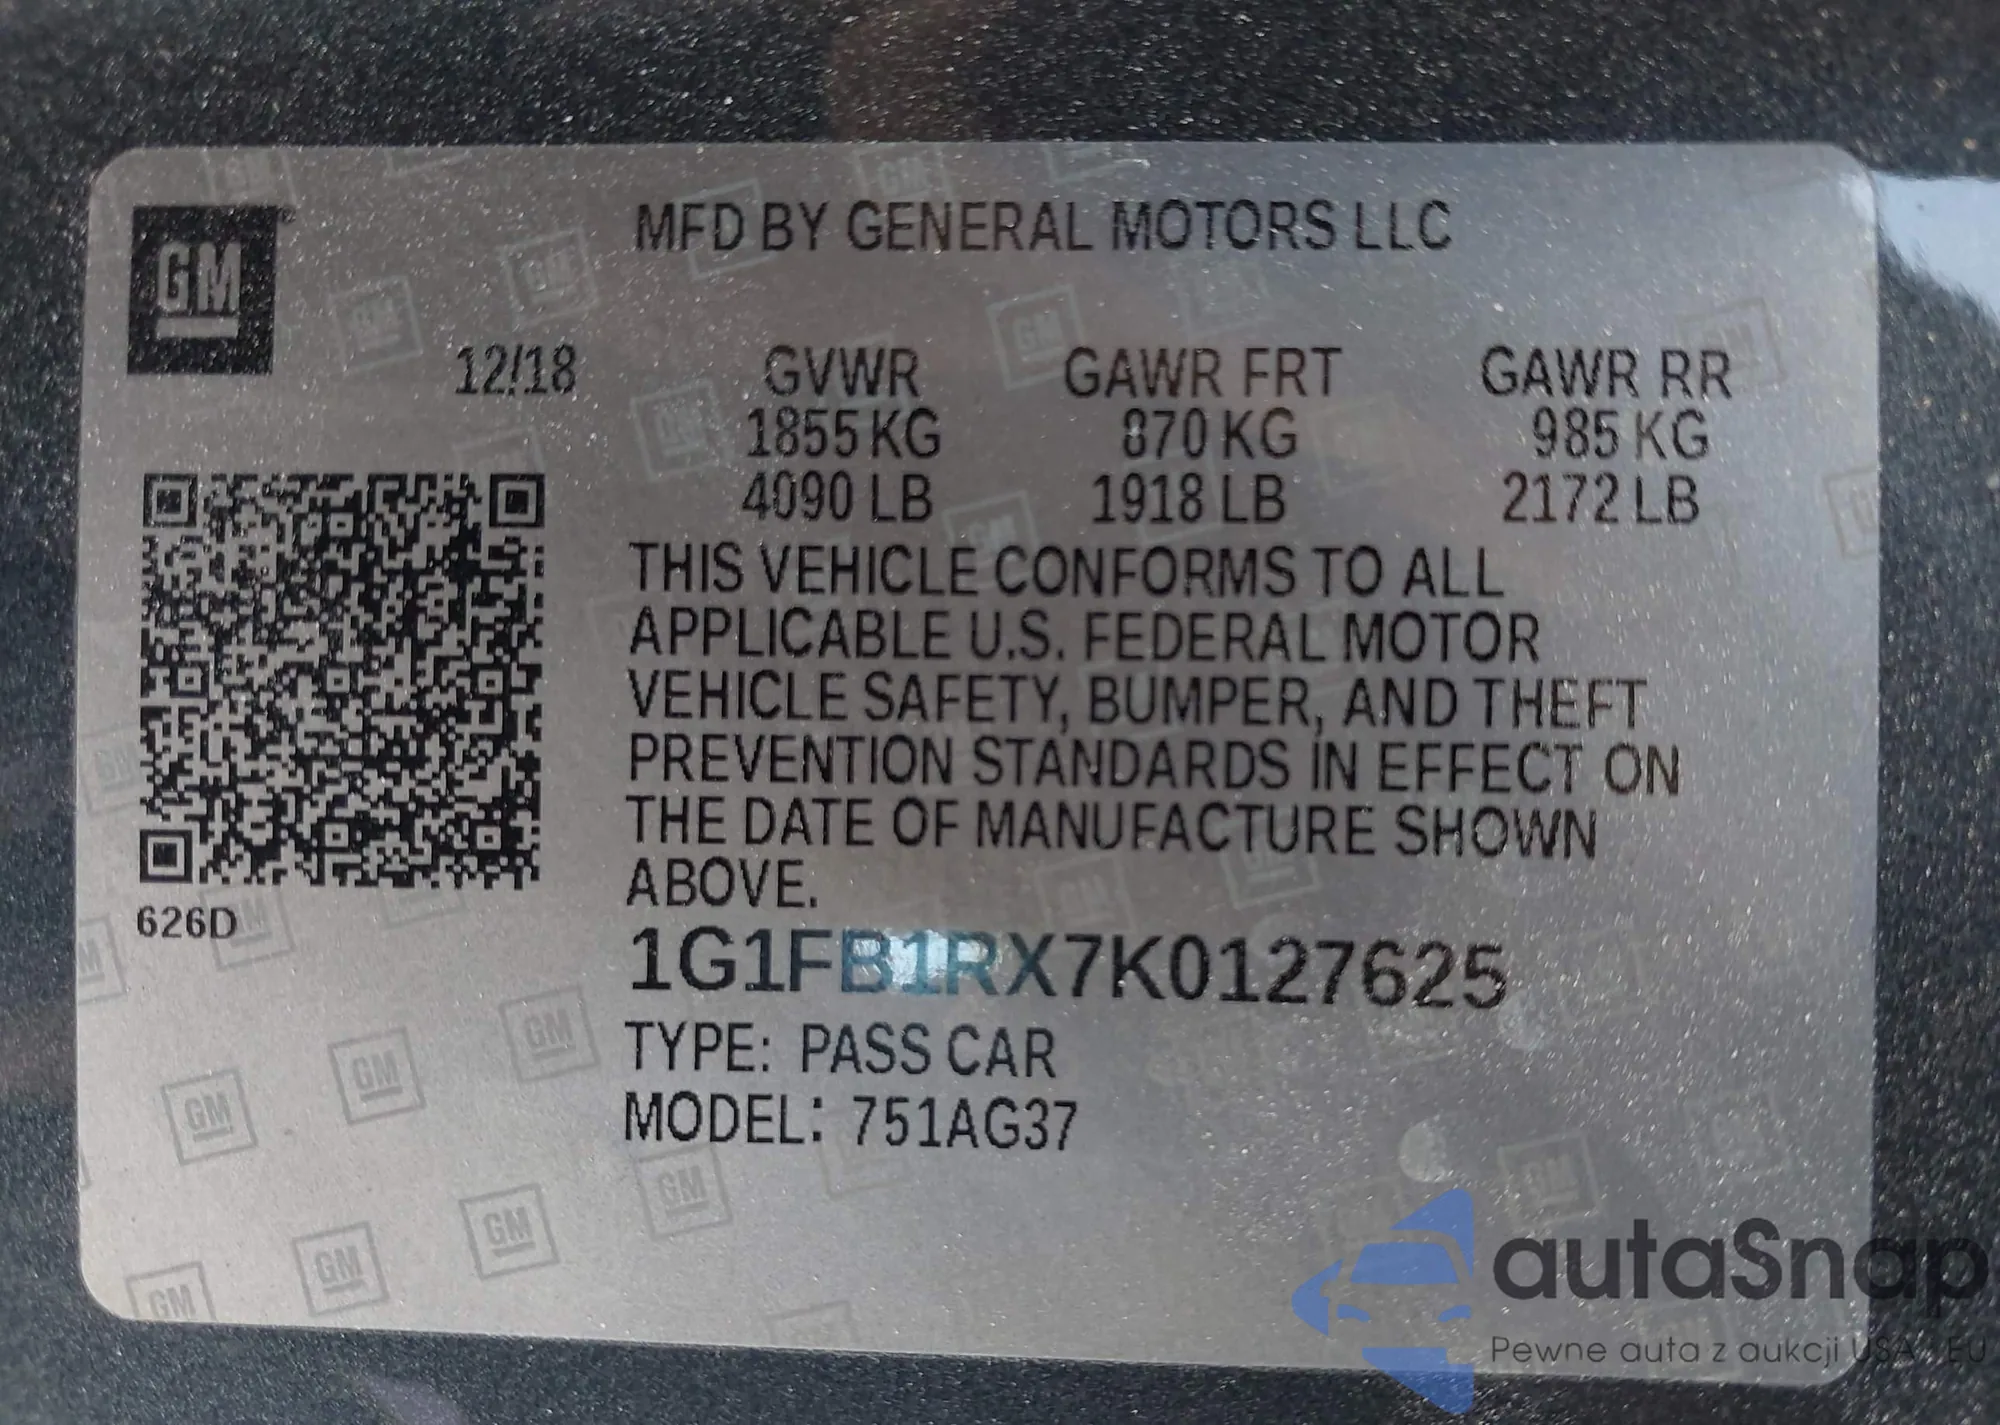 MFD BY GENERAL MOTORS LLC
GM
12/18 GVWR GAWR FRT GAWR RR
1855 KG 870 KG 985 KG
4090 LB 1918 LB 2172 LB
THIS VEHICLE CONFORMS TO ALL
APPLICABLE U.S. FEDERAL MOTOR
VEHICLE SAFETY, BUMPER, AND THEFT
PREVENTION STANDARDS IN EFFECT ON
THE DATE OF MANUFACTURE SHOWN
ABOVE.
626D
1G1FB1RX7K0127625
TYPE: PASS CAR
MODEL: 751AG37
autaSnap
Pewne auta z aukcji USA i EU